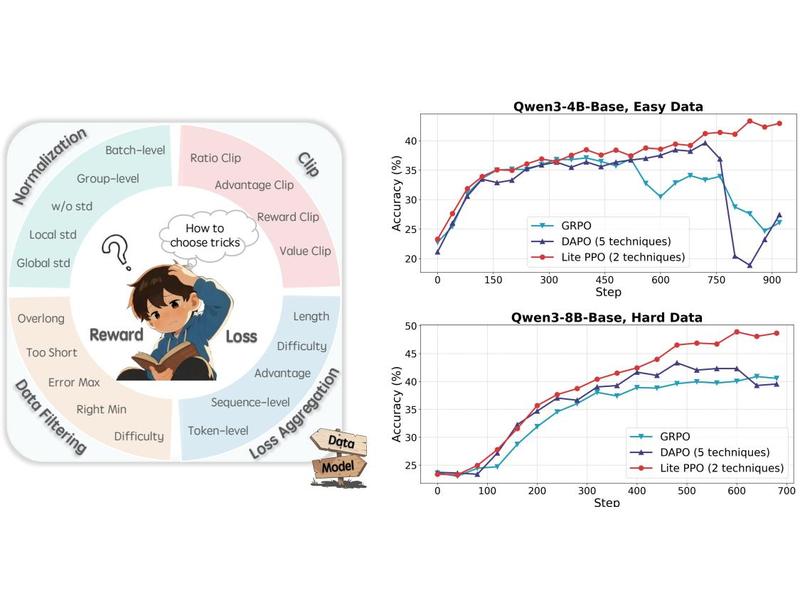 Normalization
Batch-level
Group-level
w/o std
Local std
Global std
Clip
Ratio Clip
Advantage Clip
Reward Clip
Value Clip
How to
choose tricks
Reward
Loss
Data Filtering
Overlong
Too Short
Error Max
Right Min
Difficulty
Loss Aggregation
Length
Difficulty
Advantage
Sequence-level
Token-level
Data
Model
Qwen3-4B-Base, Easy Data
Accuracy (%)
40
35
30
25
20
GRPO
DAPO (5 techniques)
Lite PPO (2 techniques)
0 150 300 450 600 750 900
Step
Qwen3-8B-Base, Hard Data
Accuracy (%)
50
45
40
35
30
25
GRPO
DAPO (5 techniques)
Lite PPO (2 techniques)
0 100 200 300 400 500 600 700
Step